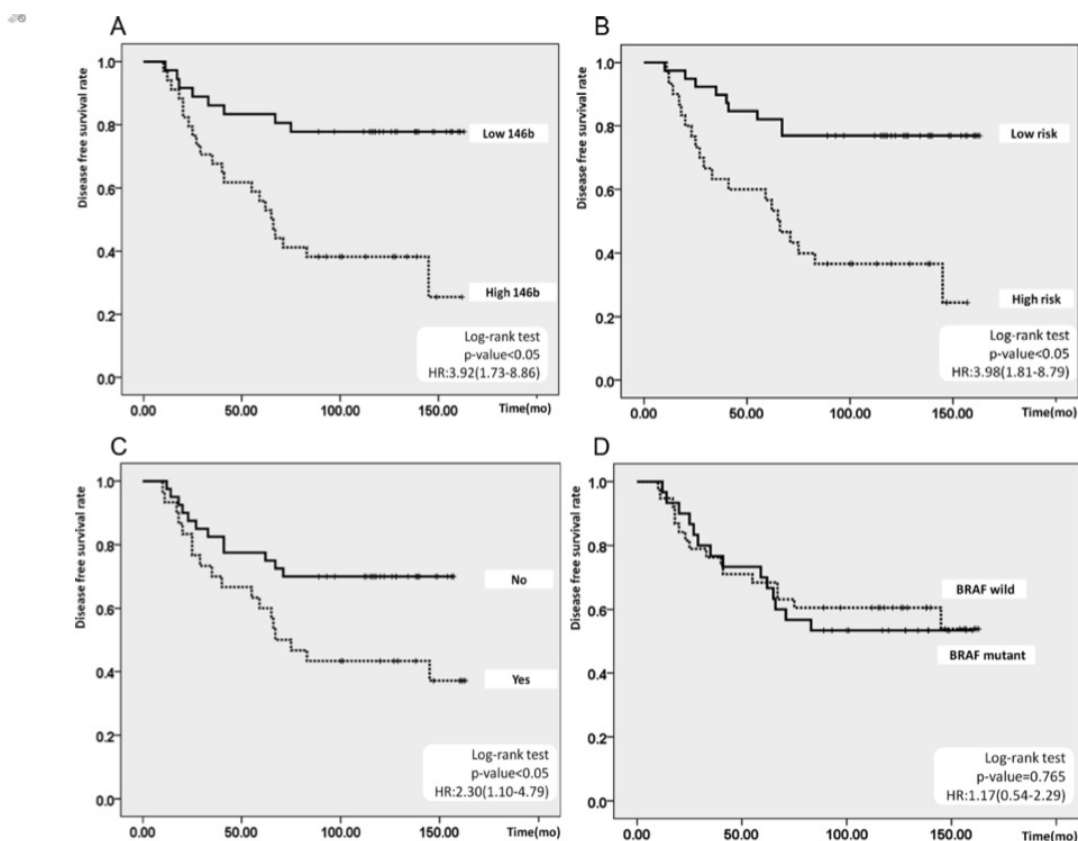 A
Disease free survival rate
1.0
0.8
0.6
0.4
0.2
0.0
Low 146b
High 146b
Log-rank test
p-value<0.05
HR:3.92(1.73-8.86)
0.00 50.00 100.00 150.00 Time(mo)
B
Disease free survival rate
1.0
0.8
0.6
0.4
0.2
0.0
Low risk
High risk
Log-rank test
p-value<0.05
HR:3.98(1.81-8.79)
0.00 50.00 100.00 150.00 Time(mo)
C
Disease free survival rate
1.0
0.8
0.6
0.4
0.2
0.0
No
Yes
Log-rank test
p-value<0.05
HR:2.30(1.10-4.79)
0.00 50.00 100.00 150.00 Time(mo)
D
Disease free survival rate
1.0
0.8
0.6
0.4
0.2
0.0
BRAF wild
BRAF mutant
Log-rank test
p-value=0.765
HR:1.17(0.54-2.29)
0.00 50.00 100.00 150.00 Time(mo)